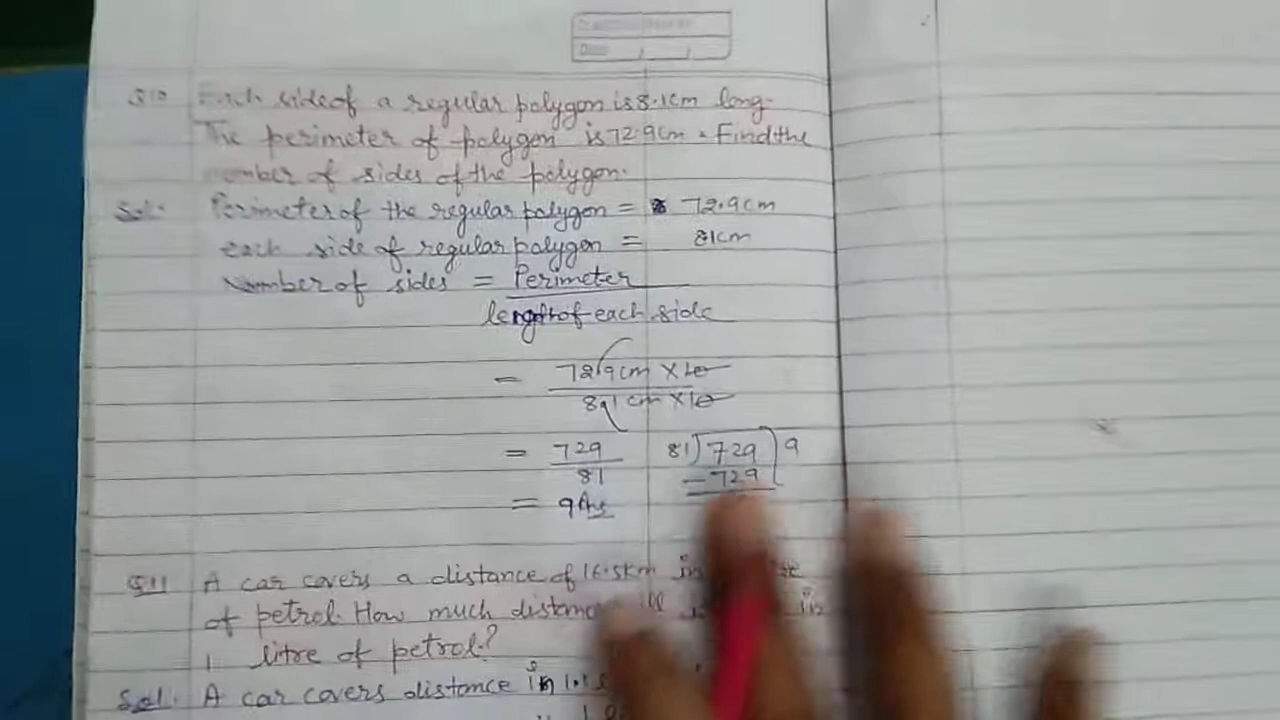 Q10 Each side of a regular polygon is 8.1cm long.
The perimeter of polygon is 72.9cm. Find the
number of sides of the polygon.
Sol. Perimeter of the regular polygon = 72.9cm
each side of regular polygon = 81cm
Number of sides = Perimeter
length of each side
= 72.9cm × 10
8.1 cm × 10
= 729 81) 729 ) 9
81 - 729
= 9 Ans
Q11 A car covers a distance of 16.5km in
of petrol. How much distance in
1 litre of petrol?
Sol. A car covers distance in
Date